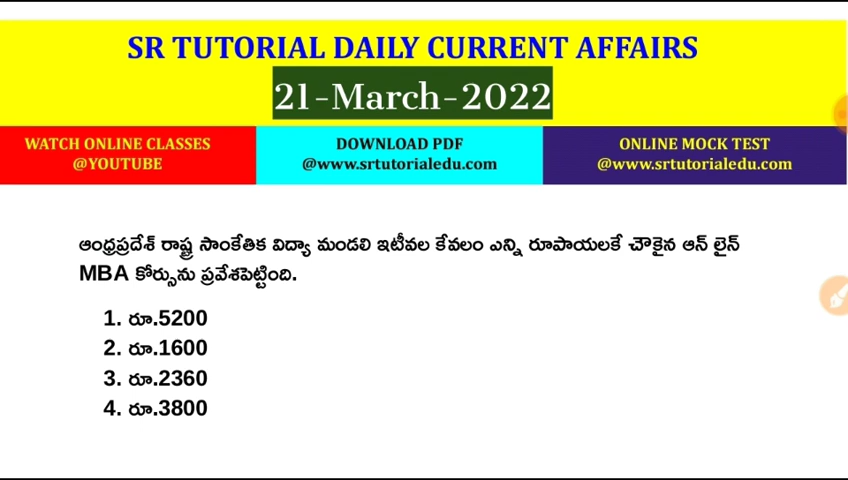 SR TUTORIAL DAILY CURRENT AFFAIRS
21-March-2022
WATCH ONLINE CLASSES
@YOUTUBE
DOWNLOAD PDF
@www.srtutorialedu.com
ONLINE MOCK TEST
@www.srtutorialedu.com
ఆంధ్రప్రదేశ్ రాష్ట్ర సాంకేతిక విద్యా మండలి ఇటీవల కేవలం ఎన్ని రూపాయలకే చౌకైన ఆన్ లైన్
MBA కోర్సును ప్రవేశపెట్టింది.
1. రూ.5200
2. రూ.1600
3. రూ.2360
4. రూ.3800